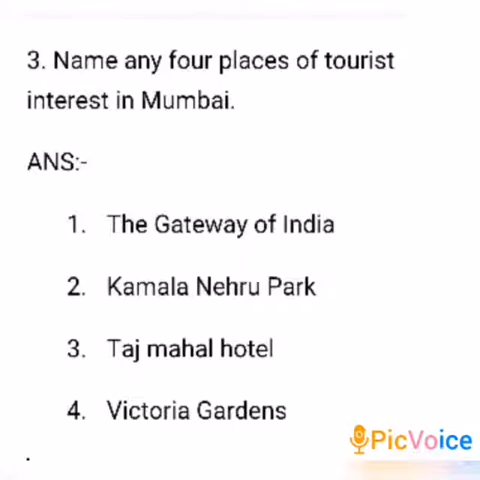 3. Name any four places of tourist
interest in Mumbai.
ANS:-
1. The Gateway of India
2. Kamala Nehru Park
3. Taj mahal hotel
4. Victoria Gardens
.
PicVoice